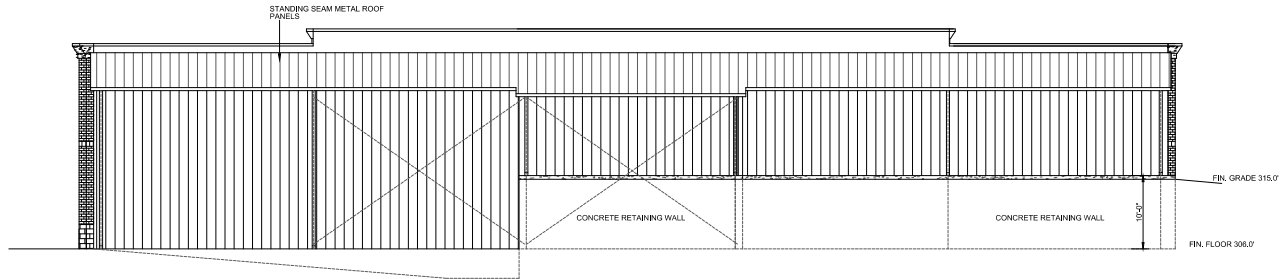 STANDING SEAM METAL ROOF
PANELS
FIN. GRADE 315.0'
CONCRETE RETAINING WALL
CONCRETE RETAINING WALL
10'-0"
FIN. FLOOR 306.0'